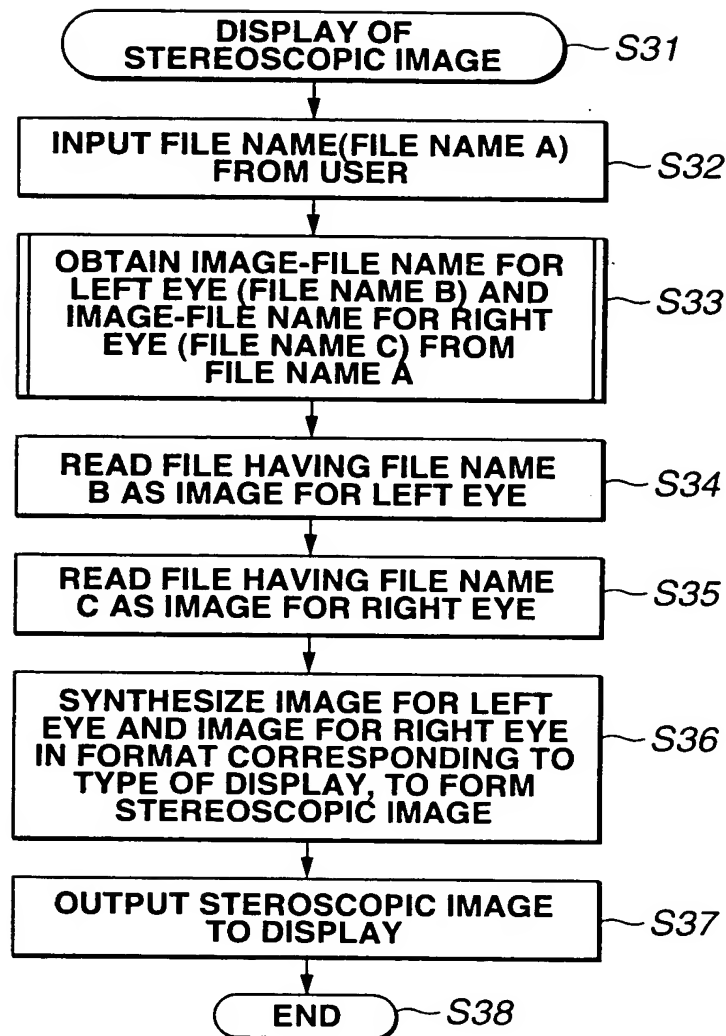 DISPLAY OF
STEREOSCOPIC IMAGE
S31
INPUT FILE NAME(FILE NAME A)
FROM USER
S32
OBTAIN IMAGE-FILE NAME FOR
LEFT EYE (FILE NAME B) AND
IMAGE-FILE NAME FOR RIGHT
EYE (FILE NAME C) FROM
FILE NAME A
S33
READ FILE HAVING FILE NAME
B AS IMAGE FOR LEFT EYE
S34
READ FILE HAVING FILE NAME
C AS IMAGE FOR RIGHT EYE
S35
SYNTHESIZE IMAGE FOR LEFT
EYE AND IMAGE FOR RIGHT EYE
IN FORMAT CORRESPONDING TO
TYPE OF DISPLAY, TO FORM
STEREOSCOPIC IMAGE
S36
OUTPUT STEROSCOPIC IMAGE
TO DISPLAY
S37
END
S38